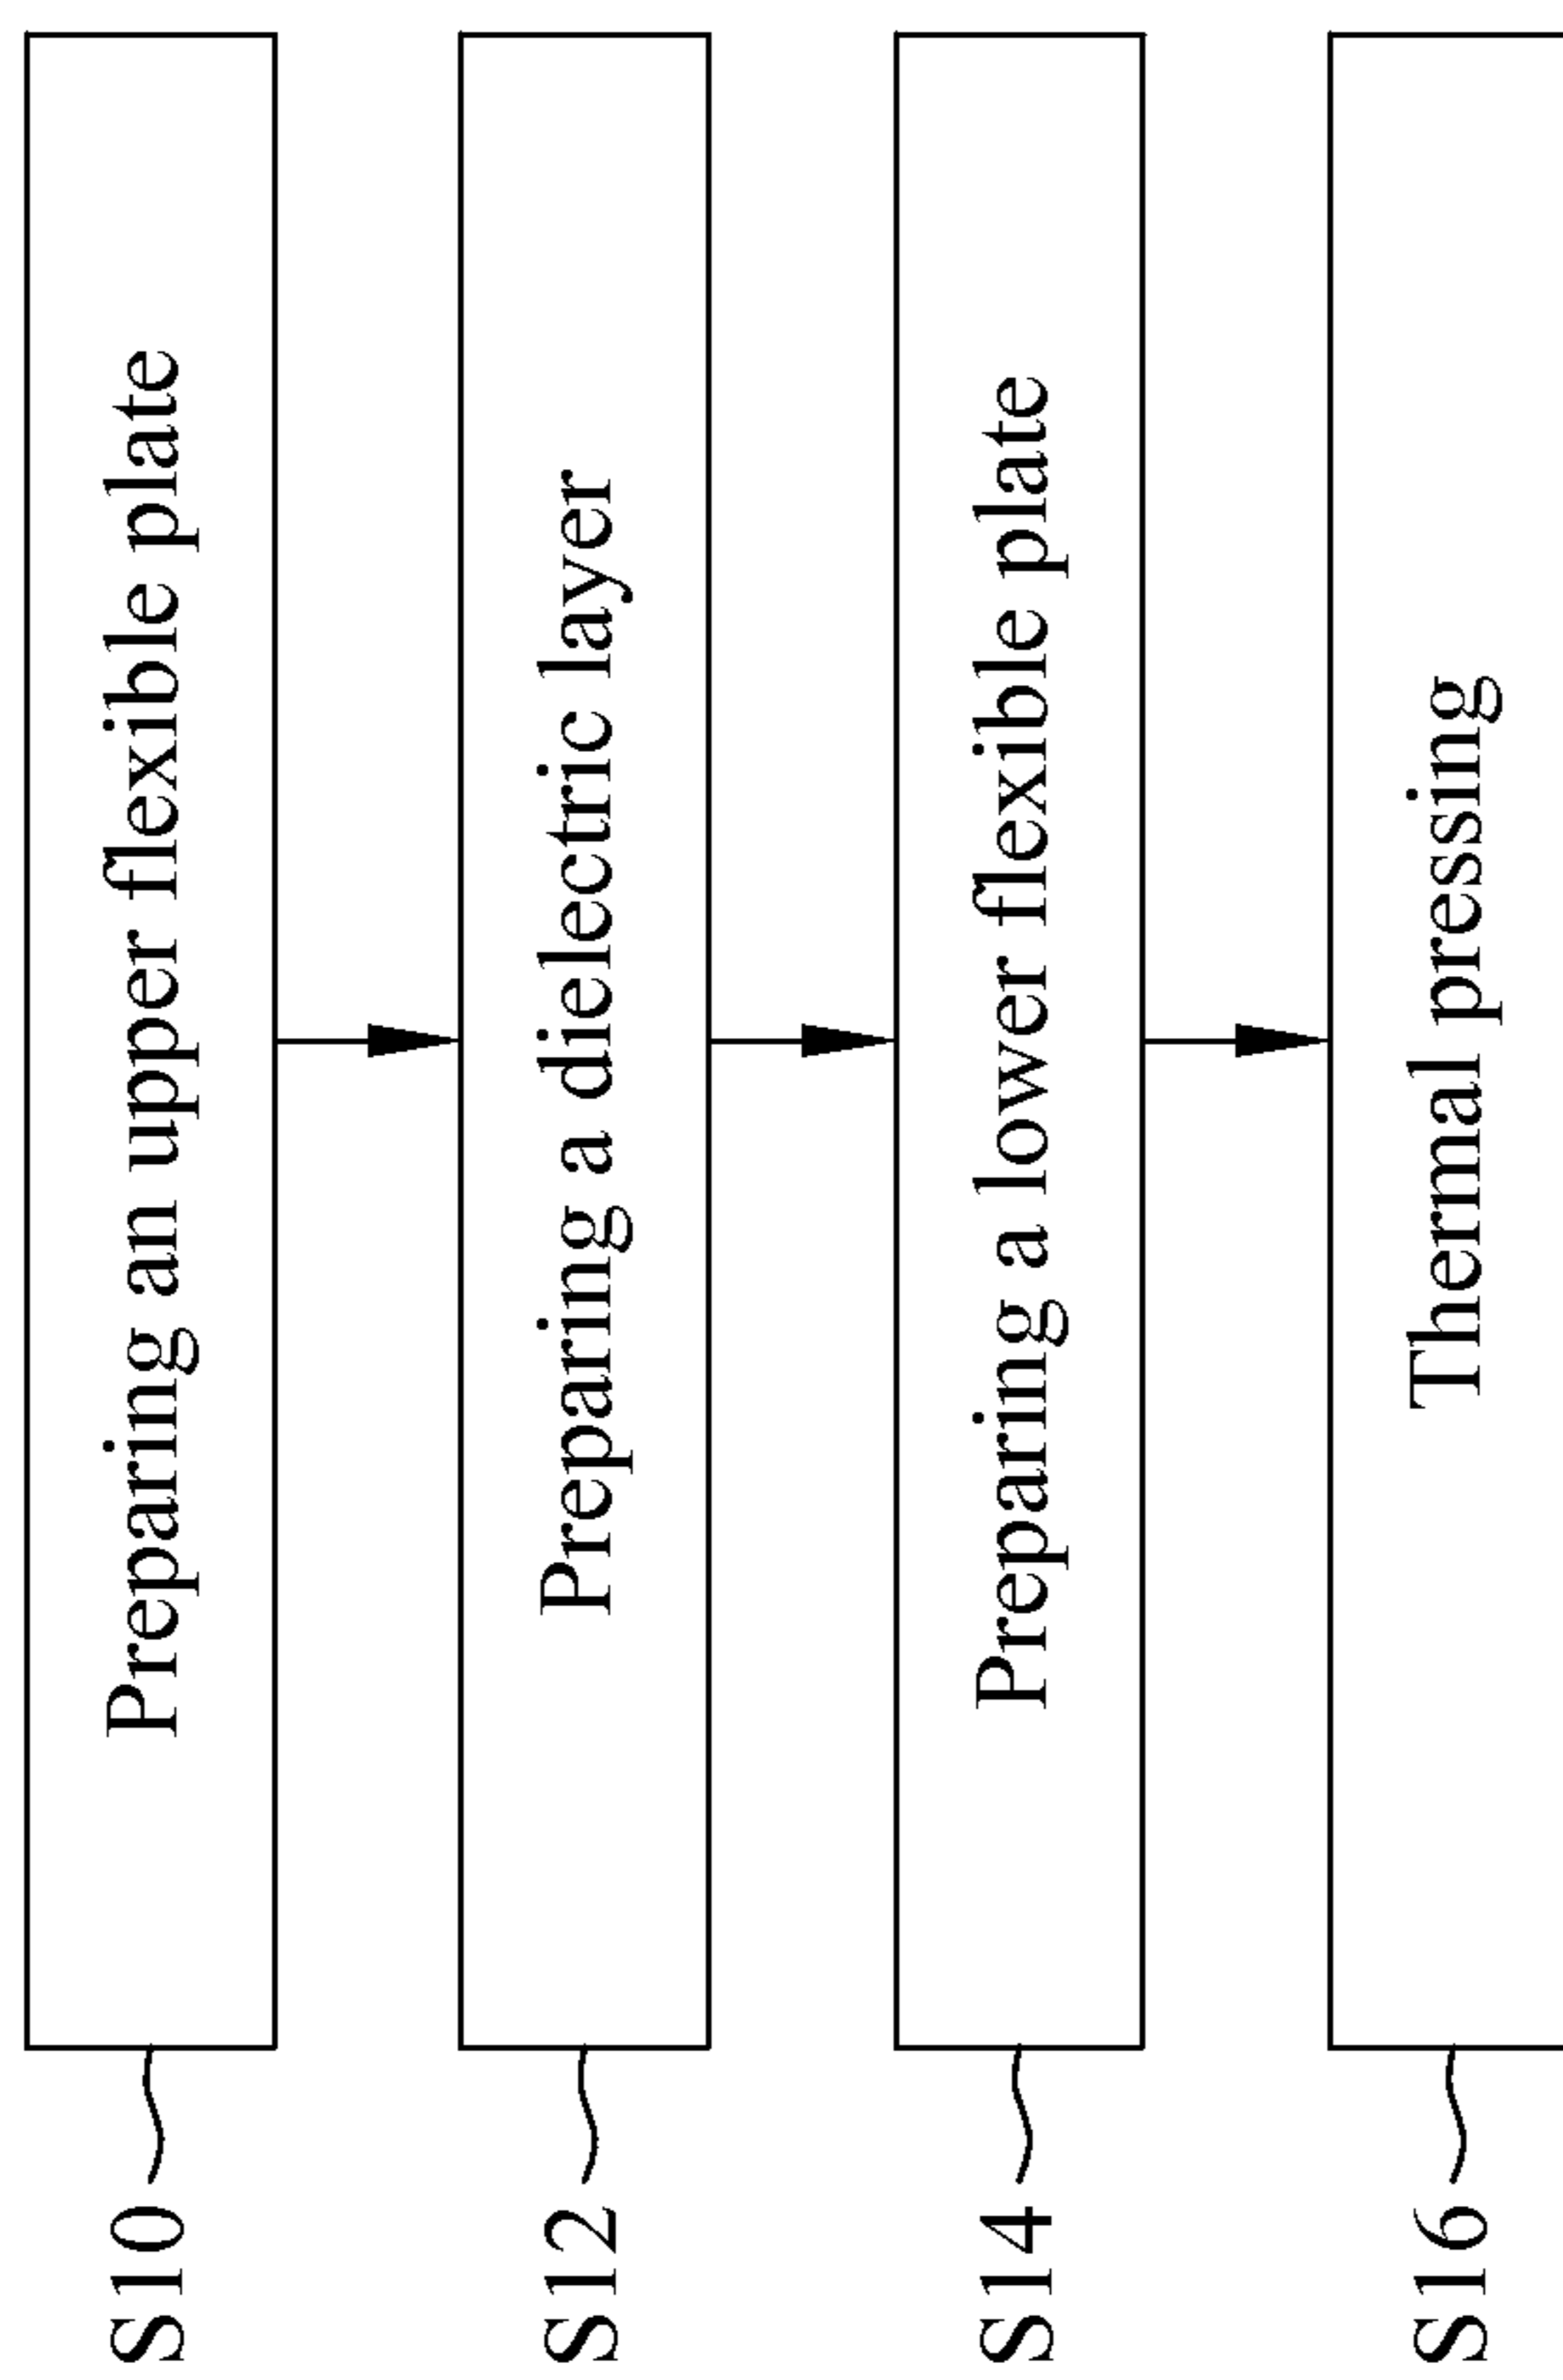 S10
Preparing an upper flexible plate
S12
Preparing a dielectric layer
S14
Preparing a lower flexible plate
S16
Thermal pressing